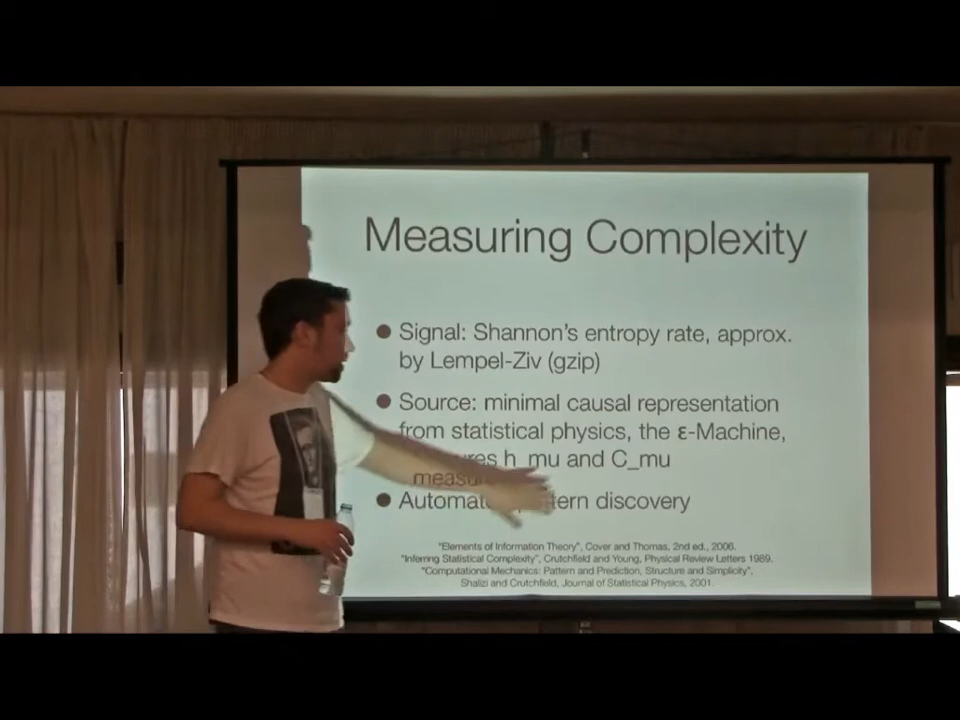 Measuring Complexity
● Signal: Shannon's entropy rate, approx.
by Lempel-Ziv (gzip)
● Source: minimal causal representation
from statistical physics, the ε-Machine,
h_mu and C_mu
● discovery
"Elements of Information Theory", Cover and Thomas, 2nd ed., 2006.
"Inferring Statistical Complexity", Crutchfield and Young, Physical Review Letters 1989.
"Computational Mechanics: Pattern and Prediction, Structure and Simplicity",
Shalizi and Crutchfield, Journal of Statistical Physics, 2001.